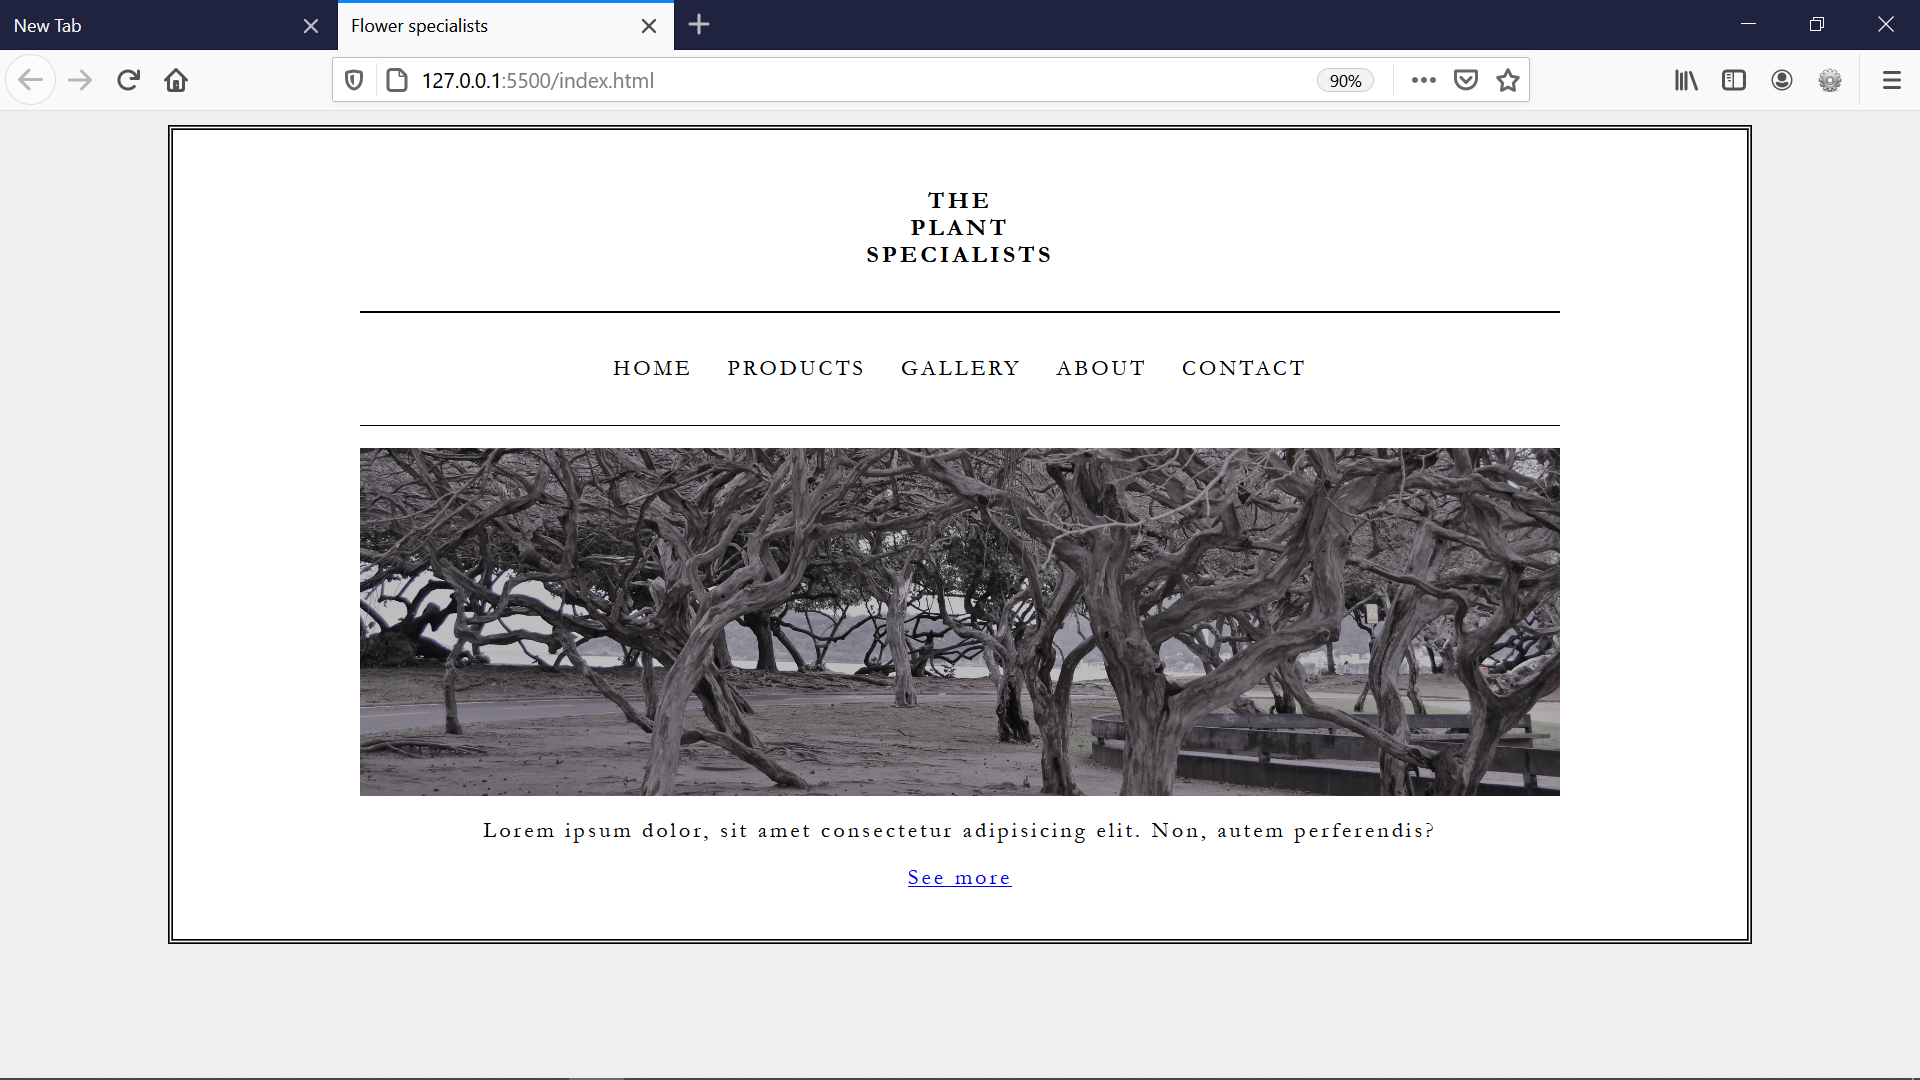 New Tab
Flower specialists
127.0.0.1:5500/index.html
90%
THE
PLANT
SPECIALISTS
HOME PRODUCTS GALLERY ABOUT CONTACT
Lorem ipsum dolor, sit amet consectetur adipisicing elit. Non, autem perferendis?
See more